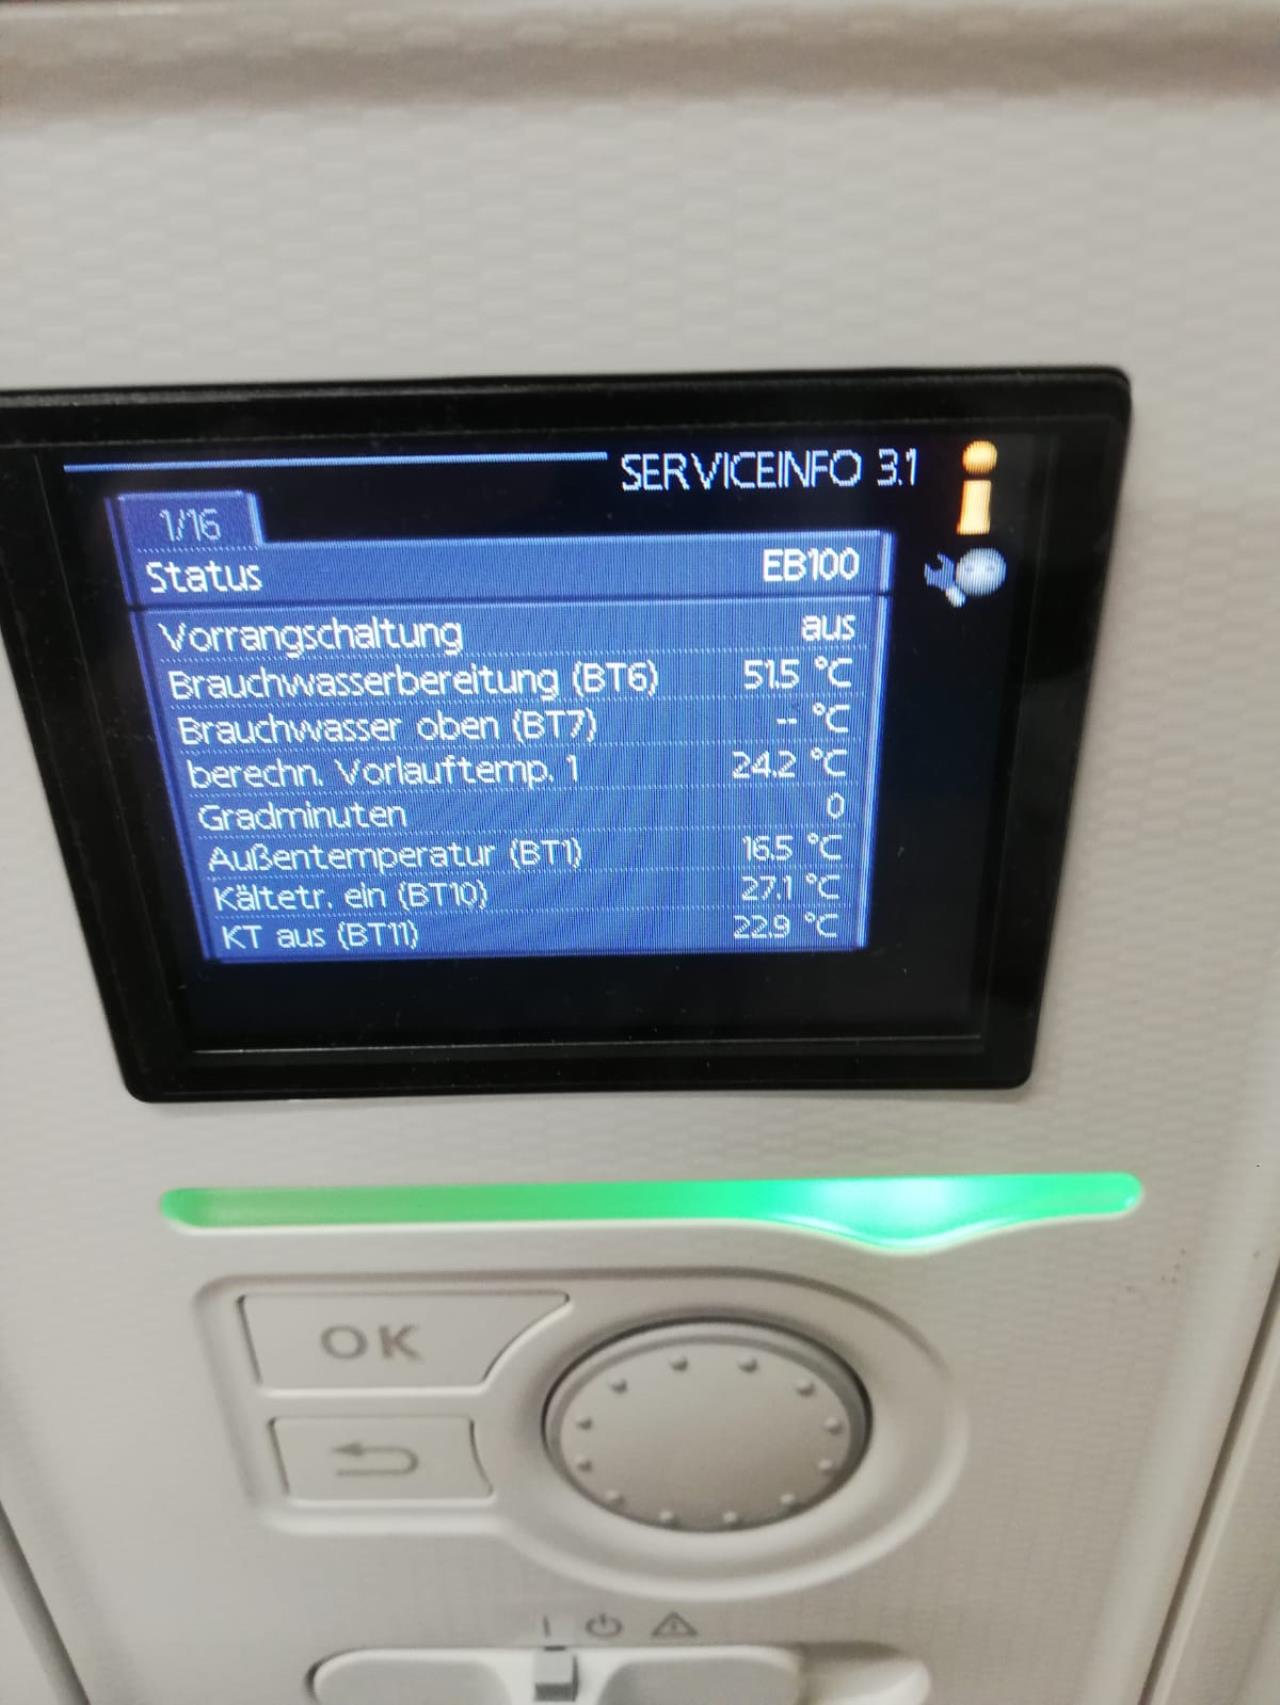 SERVICEINFO 3.1
1/16
Status EB100
Vorrangschaltung aus
Brauchwasserbereitung (BT6) 51.5 °C
Brauchwasser oben (BT7) -- °C
berechn. Vorlauftemp. 1 24.2 °C
Gradminuten 0
Außentemperatur (BT1) 16.5 °C
Kältetr. ein (BT10) 27.1 °C
KT aus (BT11) 22.9 °C
OK